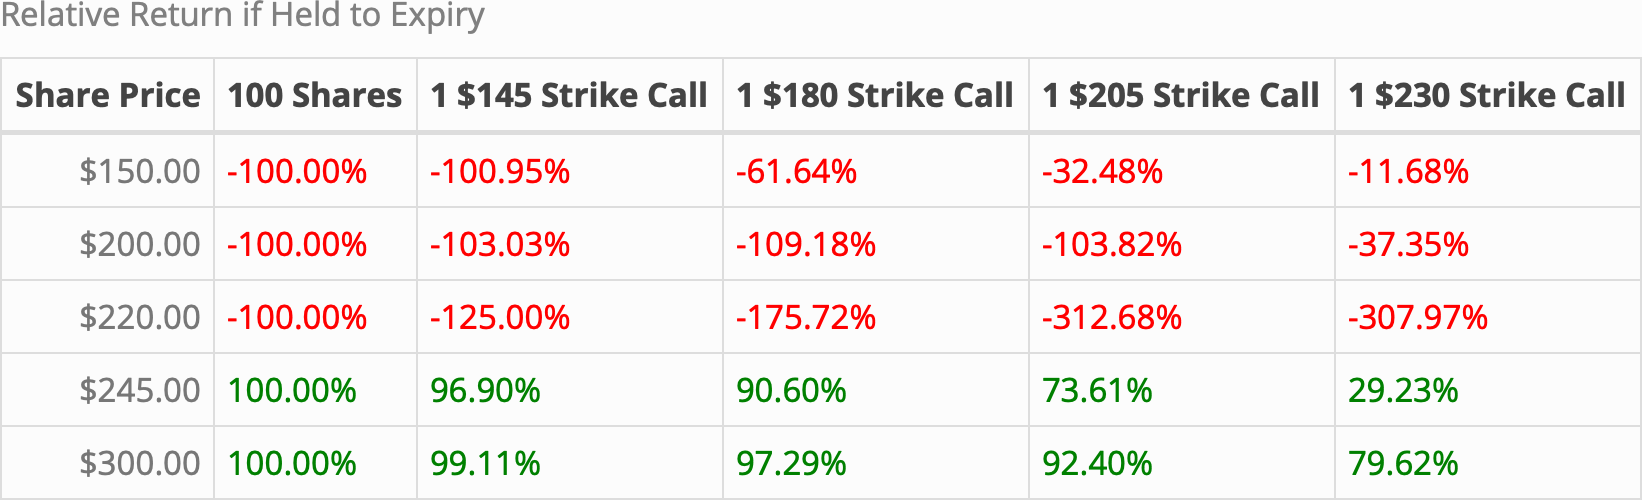 Relative Return if Held to Expiry
Share Price 100 Shares 1 $145 Strike Call 1 $180 Strike Call 1 $205 Strike Call 1 $230 Strike Call
$150.00 -100.00% -100.95% -61.64% -32.48% -11.68%
$200.00 -100.00% -103.03% -109.18% -103.82% -37.35%
$220.00 -100.00% -125.00% -175.72% -312.68% -307.97%
$245.00 100.00% 96.90% 90.60% 73.61% 29.23%
$300.00 100.00% 99.11% 97.29% 92.40% 79.62%